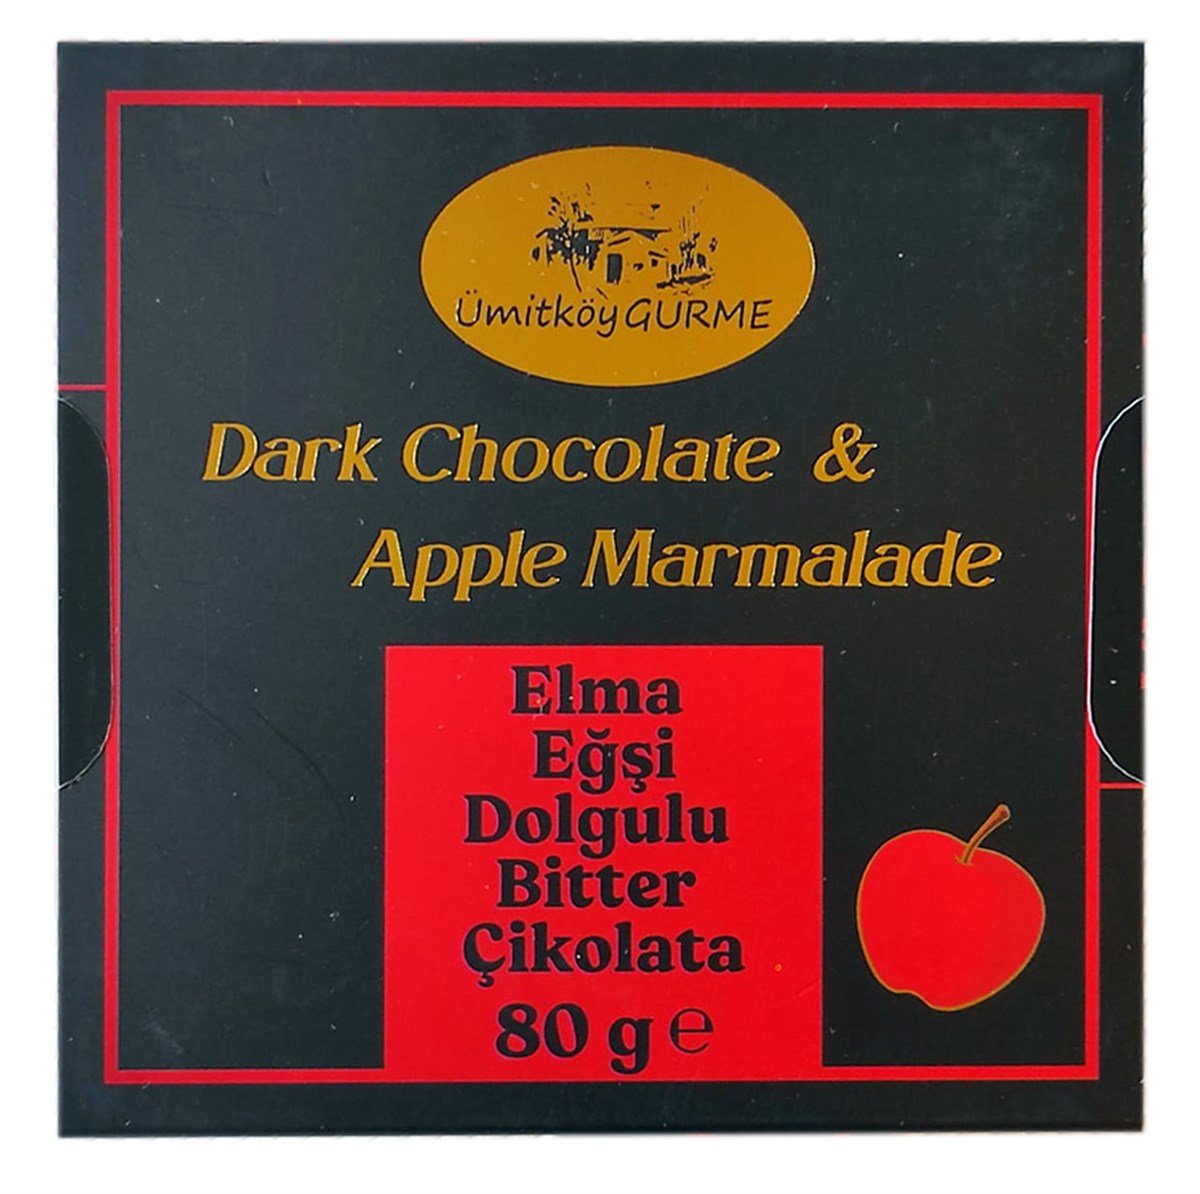 ÜmitköyGURME
Dark Chocolate &
Apple Marmalade
Elma
Eğşi
Dolgulu
Bitter
Çikolata
80 g ℮